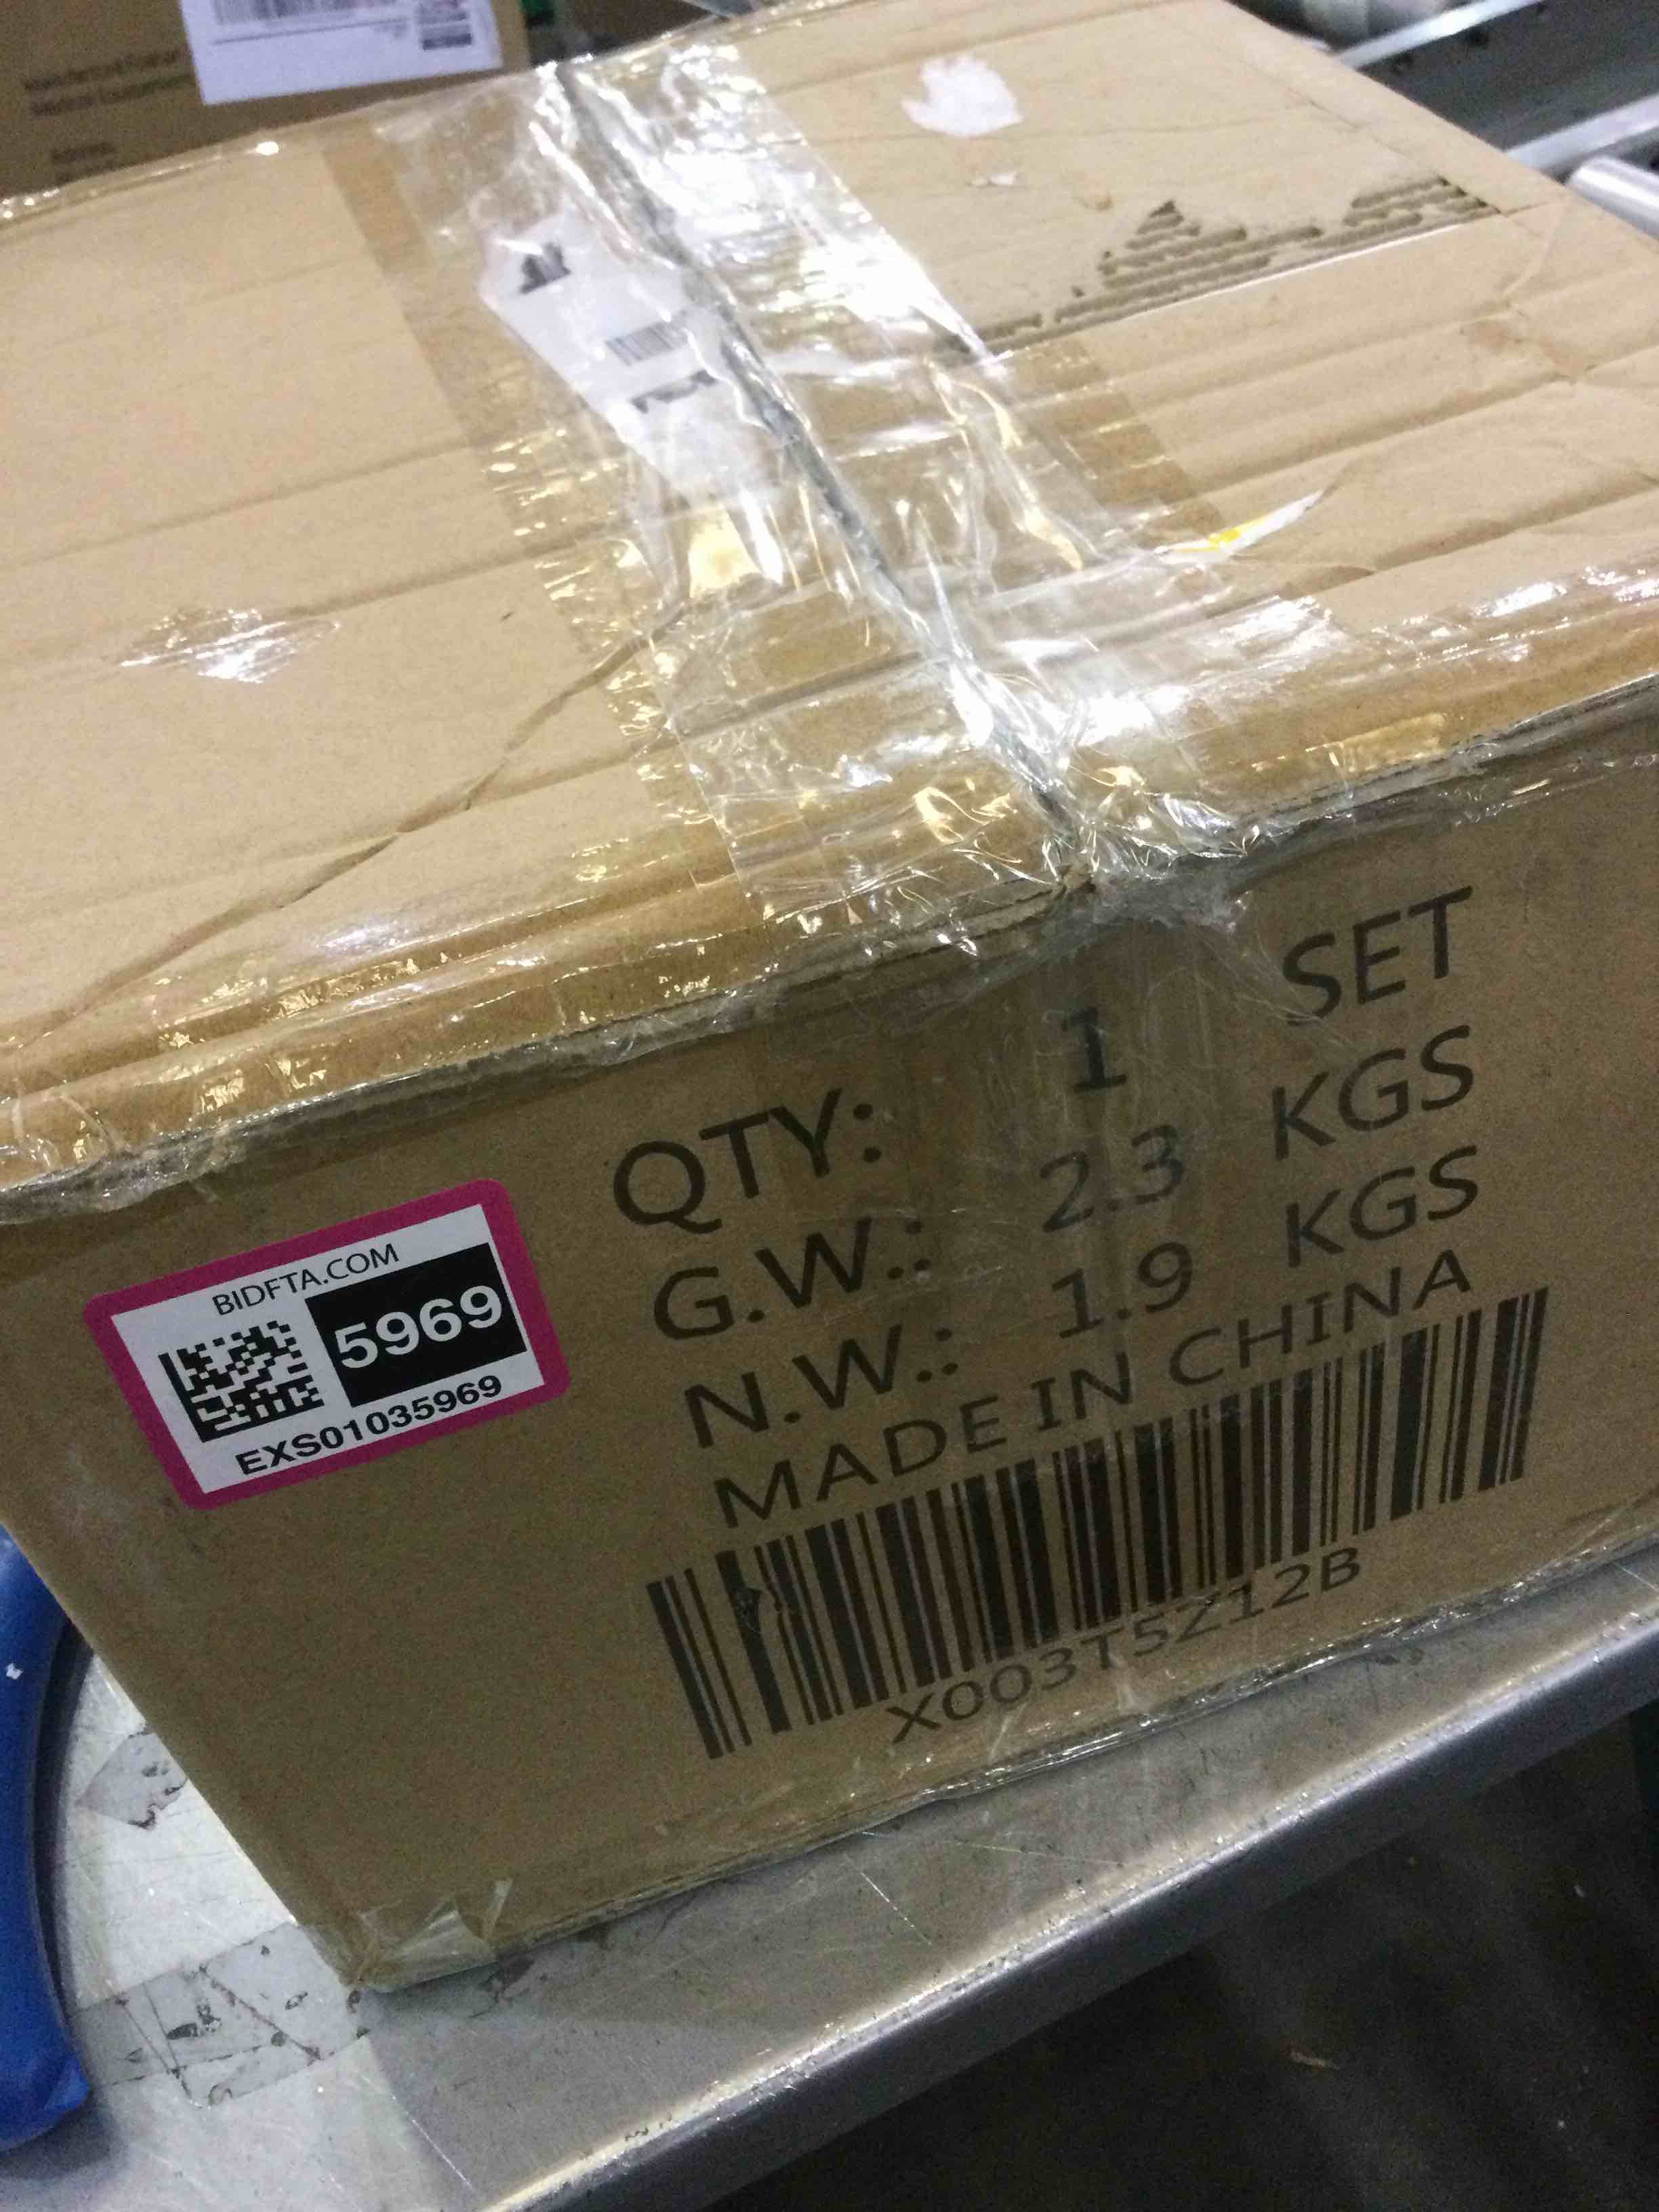 BIDFTA.COM
5969
EXS01035969
QTY: 1 SET
G.W.: 2.3 KGS
N.W.: 1.9 KGS
MADE IN CHINA
X003T5Z12B